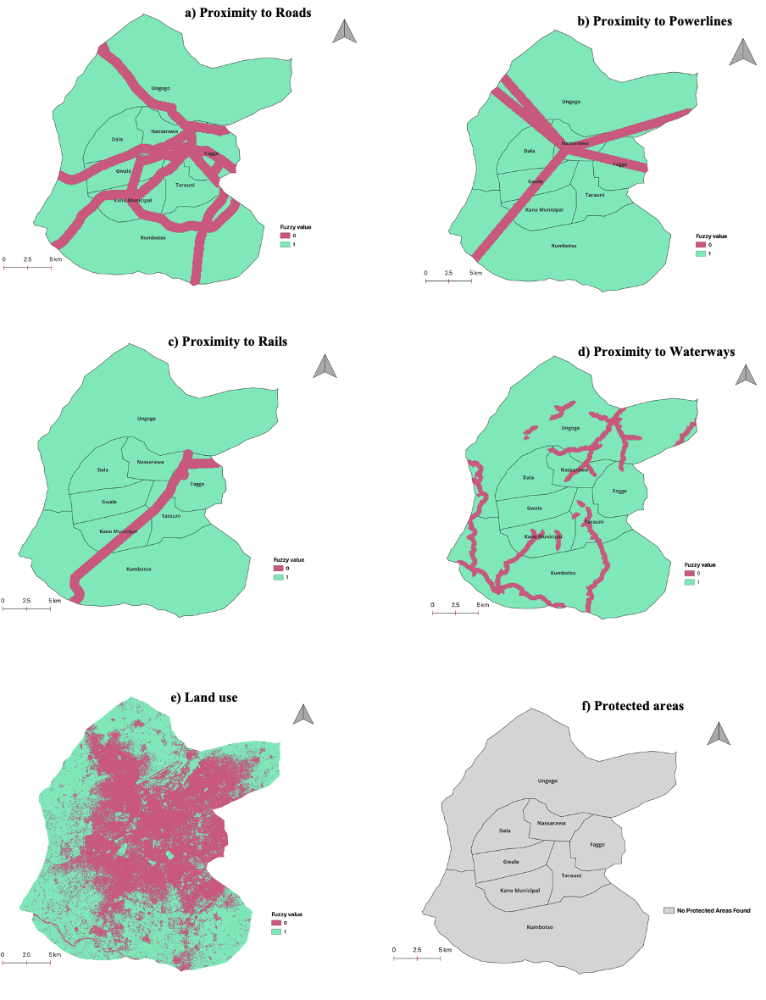 a) Proximity to Roads
Ungogo
Nassarawa
Dala
Fagge
Gwale
Tarauni
Kano Municipal
Kumbotso
Fuzzy value
0
1
0 2.5 5 km
b) Proximity to Powerlines
Ungogo
Nassarawa
Dala
Fagge
Gwale
Tarauni
Kano Municipal
Kumbotso
Fuzzy value
0
1
0 2.5 5 km
c) Proximity to Rails
Ungogo
Nassarawa
Dala
Fagge
Gwale
Tarauni
Kano Municipal
Kumbotso
Fuzzy value
0
1
0 2.5 5 km
d) Proximity to Waterways
Ungogo
Nassarawa
Dala
Fagge
Gwale
Tarauni
Kano Municipal
Kumbotso
Fuzzy value
0
1
0 2.5 5 km
e) Land use
Fuzzy value
0
1
0 2.5 5 km
f) Protected areas
Ungogo
Nassarawa
Dala
Fagge
Gwale
Tarauni
Kano Municipal
Kumbotso
No Protected Areas Found
0 2.5 5 km